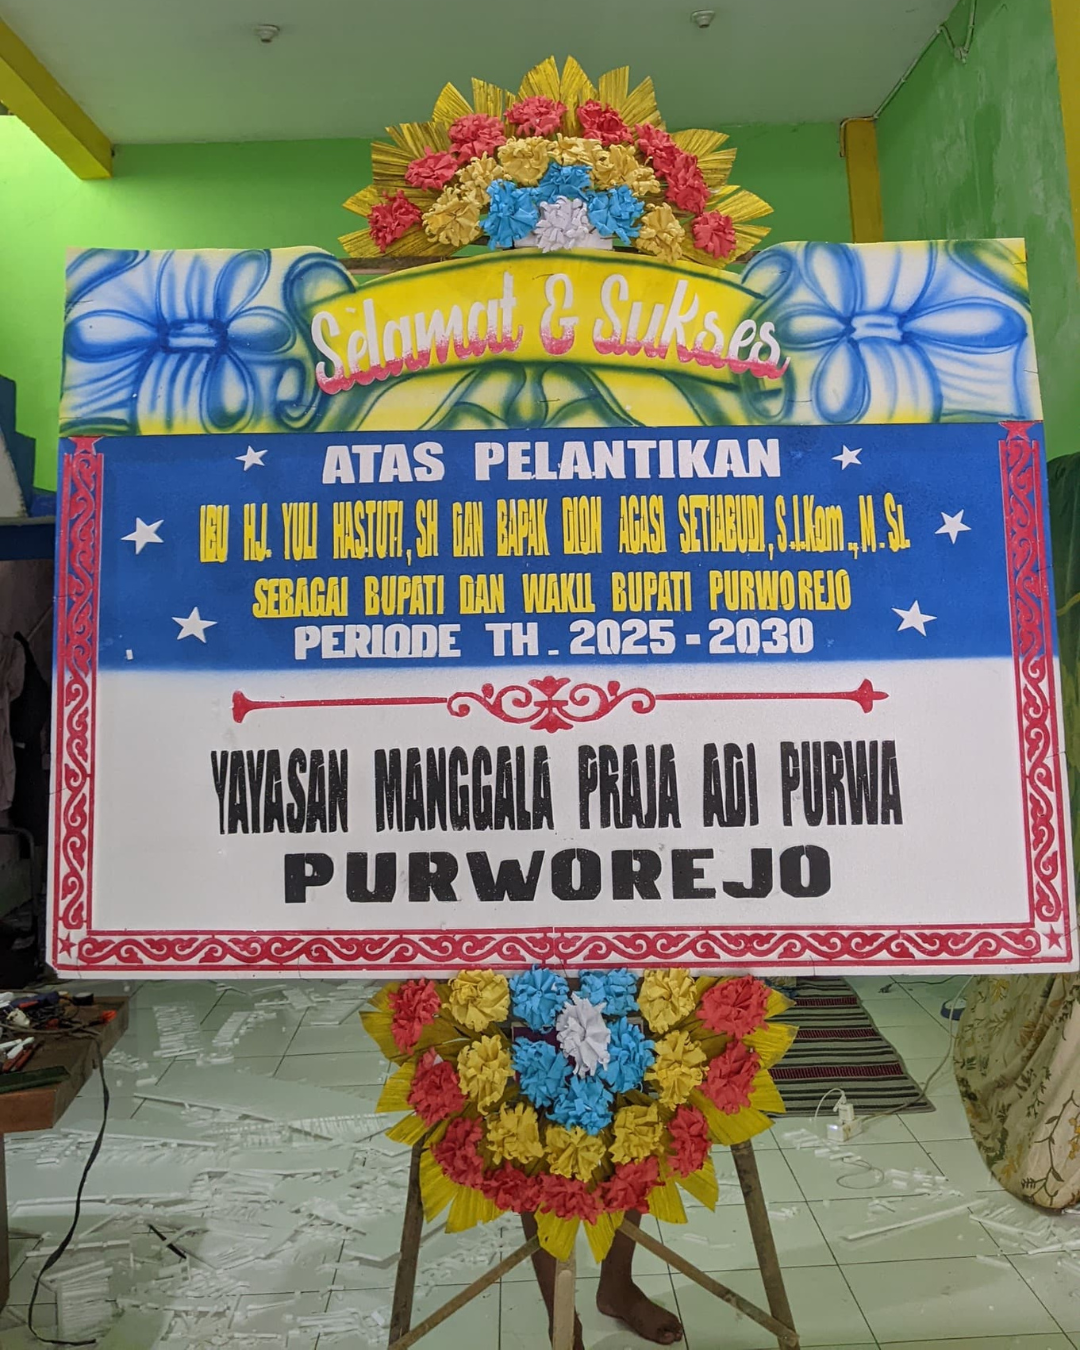 Selamat & Sukses
ATAS PELANTIKAN
IBU HJ. YULI HASTUTI, SH DAN BAPAK DION AGASI SETIABUDI, S.I.Kom., M.Si.
SEBAGAI BUPATI DAN WAKIL BUPATI PURWOREJO
PERIODE TH. 2025 - 2030
YAYASAN MANGGALA PRAJA ADI PURWA
PURWOREJO